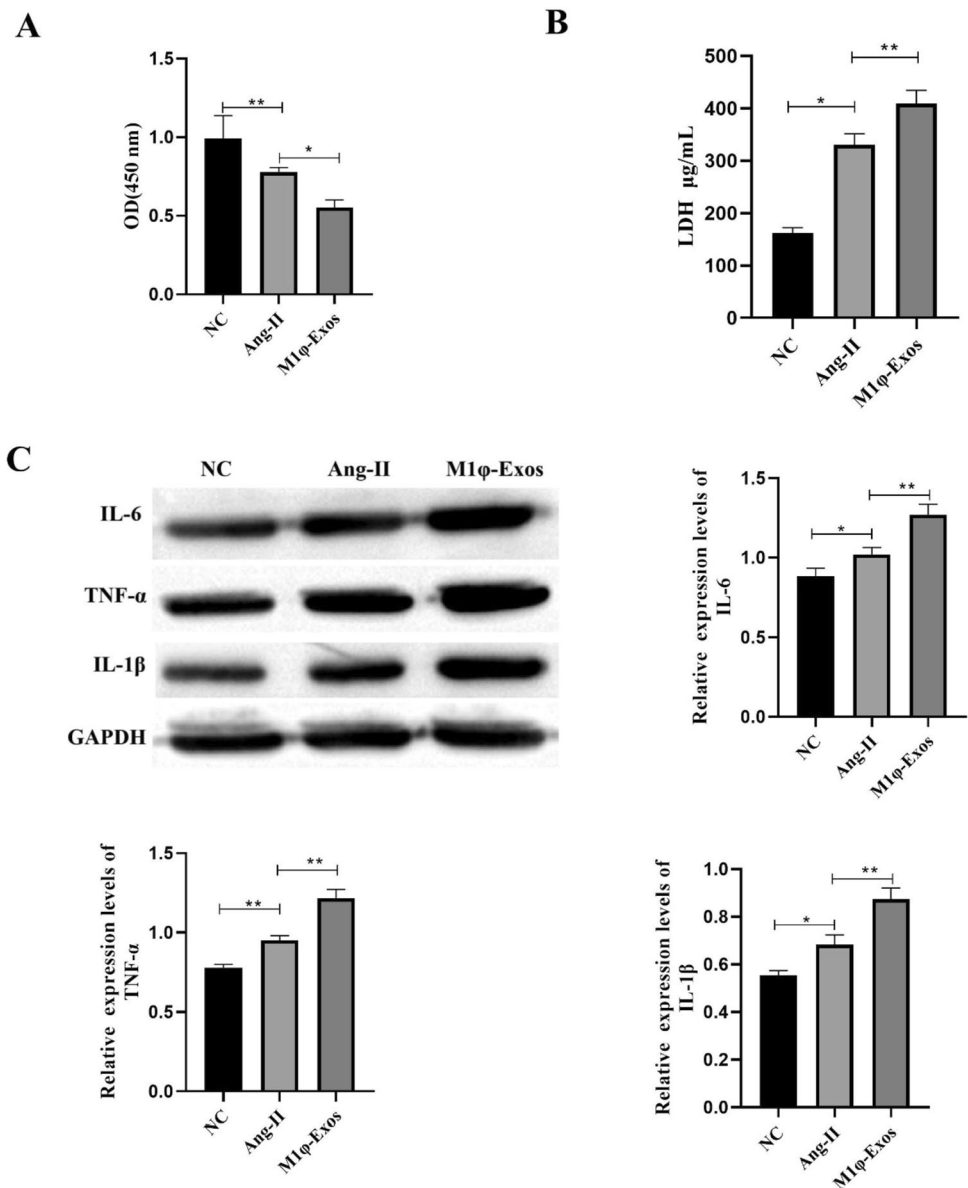 A
OD(450 nm)
1.5
1.0
0.5
0.0
**
*
NC
Ang-II
M1φ-Exos
B
LDH μg/mL
500
400
300
200
100
0
*
**
NC
Ang-II
M1φ-Exos
C
NC Ang-II M1φ-Exos
IL-6
TNF-α
IL-1β
GAPDH
Relative expression levels of
IL-6
1.5
1.0
0.5
0.0
*
**
NC
Ang-II
M1φ-Exos
Relative expression levels of
TNF-α
1.5
1.0
0.5
0.0
**
**
NC
Ang-II
M1φ-Exos
Relative expression levels of
IL-1β
1.0
0.8
0.6
0.4
0.2
0.0
*
**
NC
Ang-II
M1φ-Exos